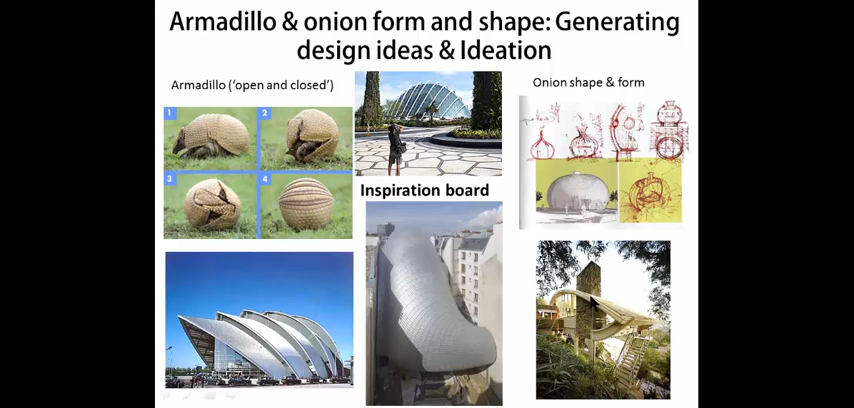 Armadillo & onion form and shape: Generating
design ideas & Ideation
Armadillo (‘open and closed’)
Onion shape & form
1
2
3
4
Inspiration board